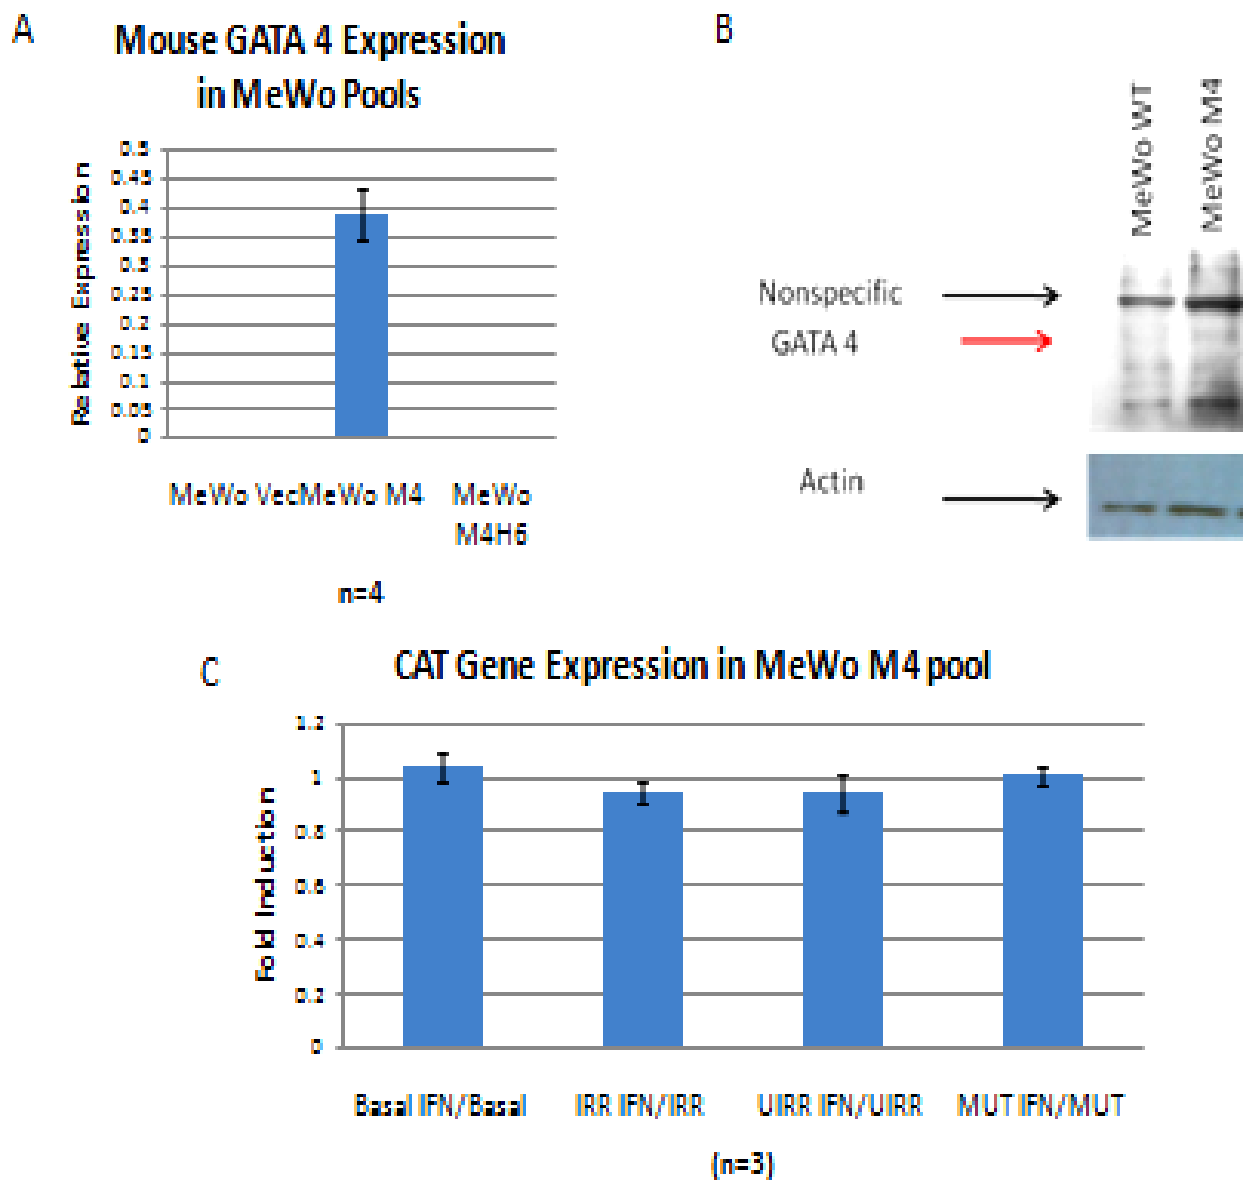 A
Mouse GATA 4 Expression
in MeWo Pools
0.5
0.45
0.4
0.35
0.3
0.25
0.2
0.15
0.1
0.05
0
Relative Expression
MeWo Vec MeWo M4 MeWo
M4H6
n=4
B
MeWo WT
MeWo M4
Nonspecific
GATA 4
Actin
C
CAT Gene Expression in MeWo M4 pool
1.2
1
0.8
0.6
0.4
0.2
0
Fold Induction
Basal IFN/Basal IRR IFN/IRR UIRR IFN/UIRR MUT IFN/MUT
(n=3)